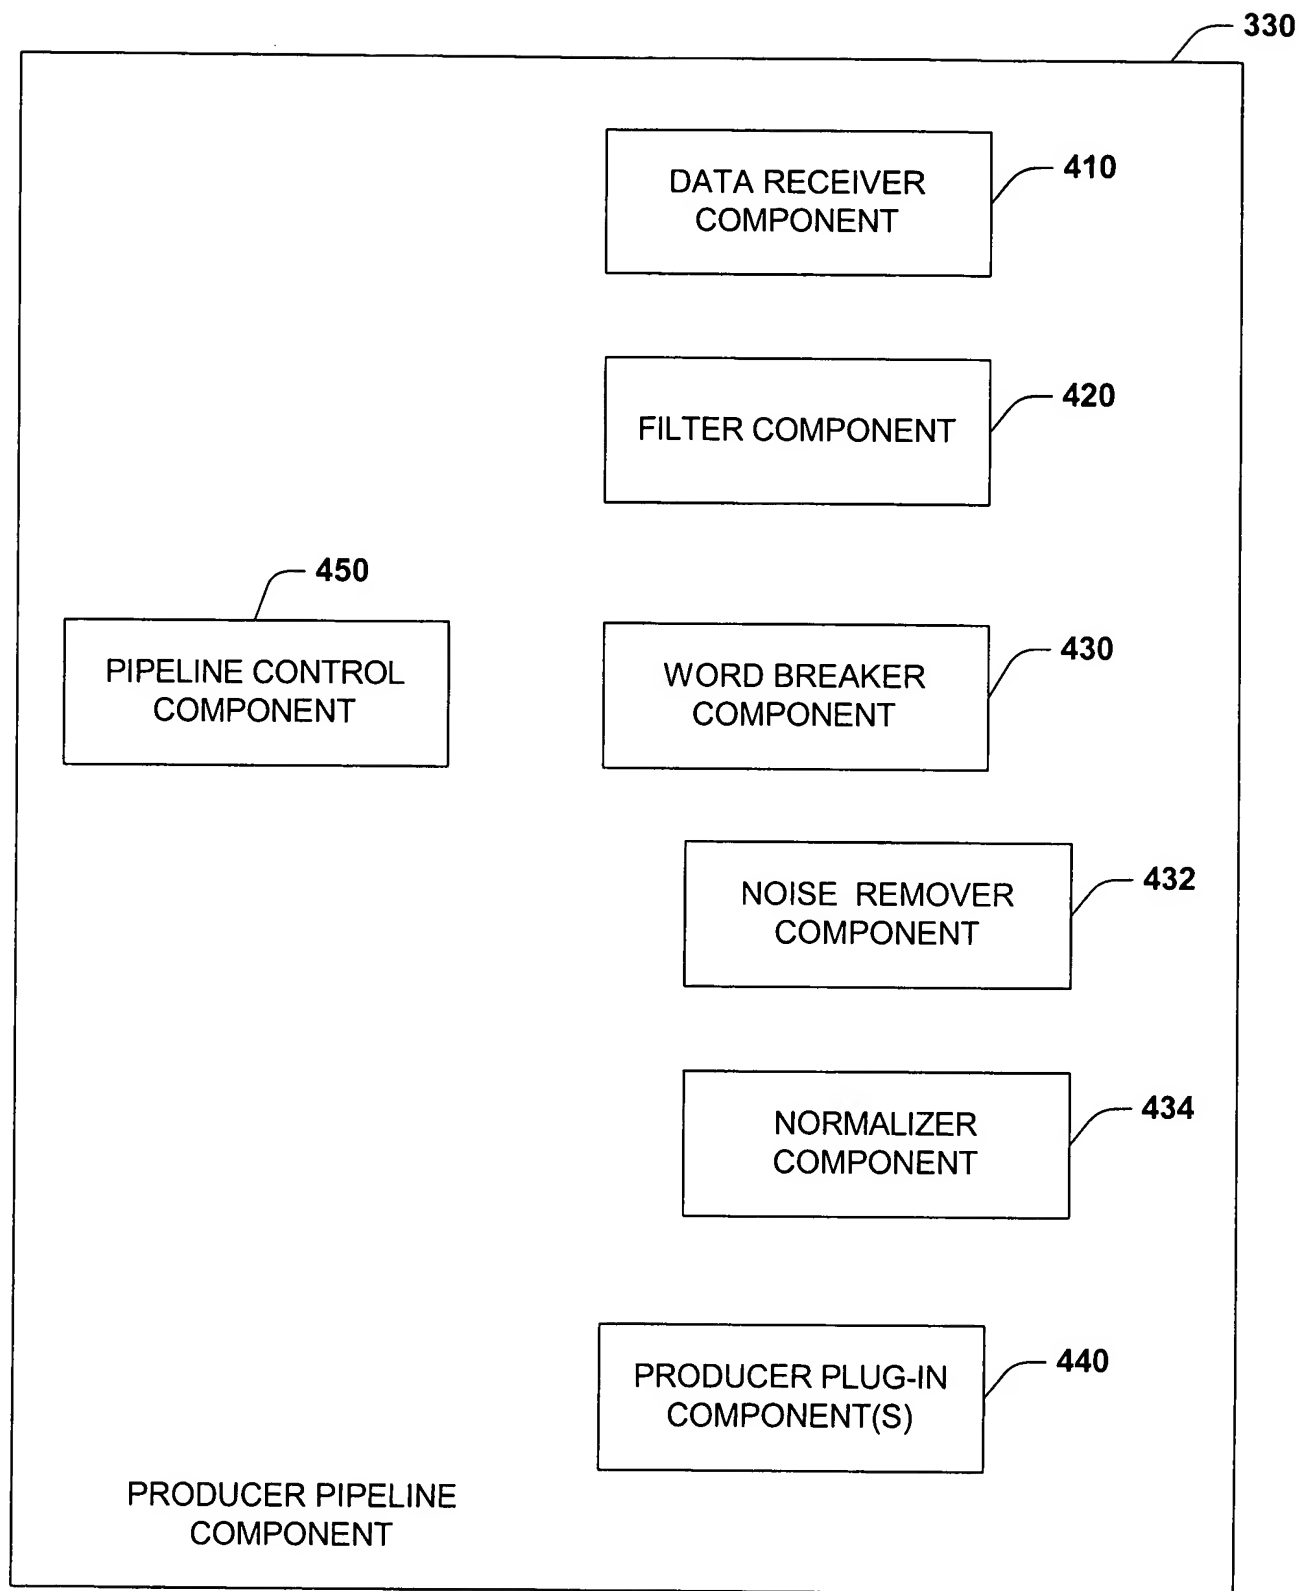 330
DATA RECEIVER
COMPONENT
410
FILTER COMPONENT
420
450
PIPELINE CONTROL
COMPONENT
WORD BREAKER
COMPONENT
430
NOISE REMOVER
COMPONENT
432
NORMALIZER
COMPONENT
434
PRODUCER PLUG-IN
COMPONENT(S)
440
PRODUCER PIPELINE
COMPONENT